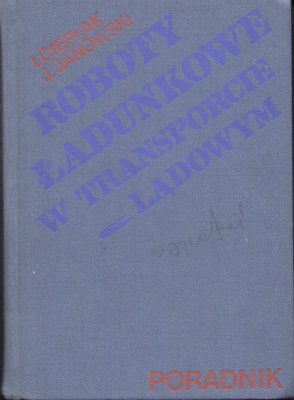 I. CIEPLAK
J. JANOWSKI
ROBOTY
ŁADUNKOWE
W TRANSPORCIE
LĄDOWYM
PORADNIK